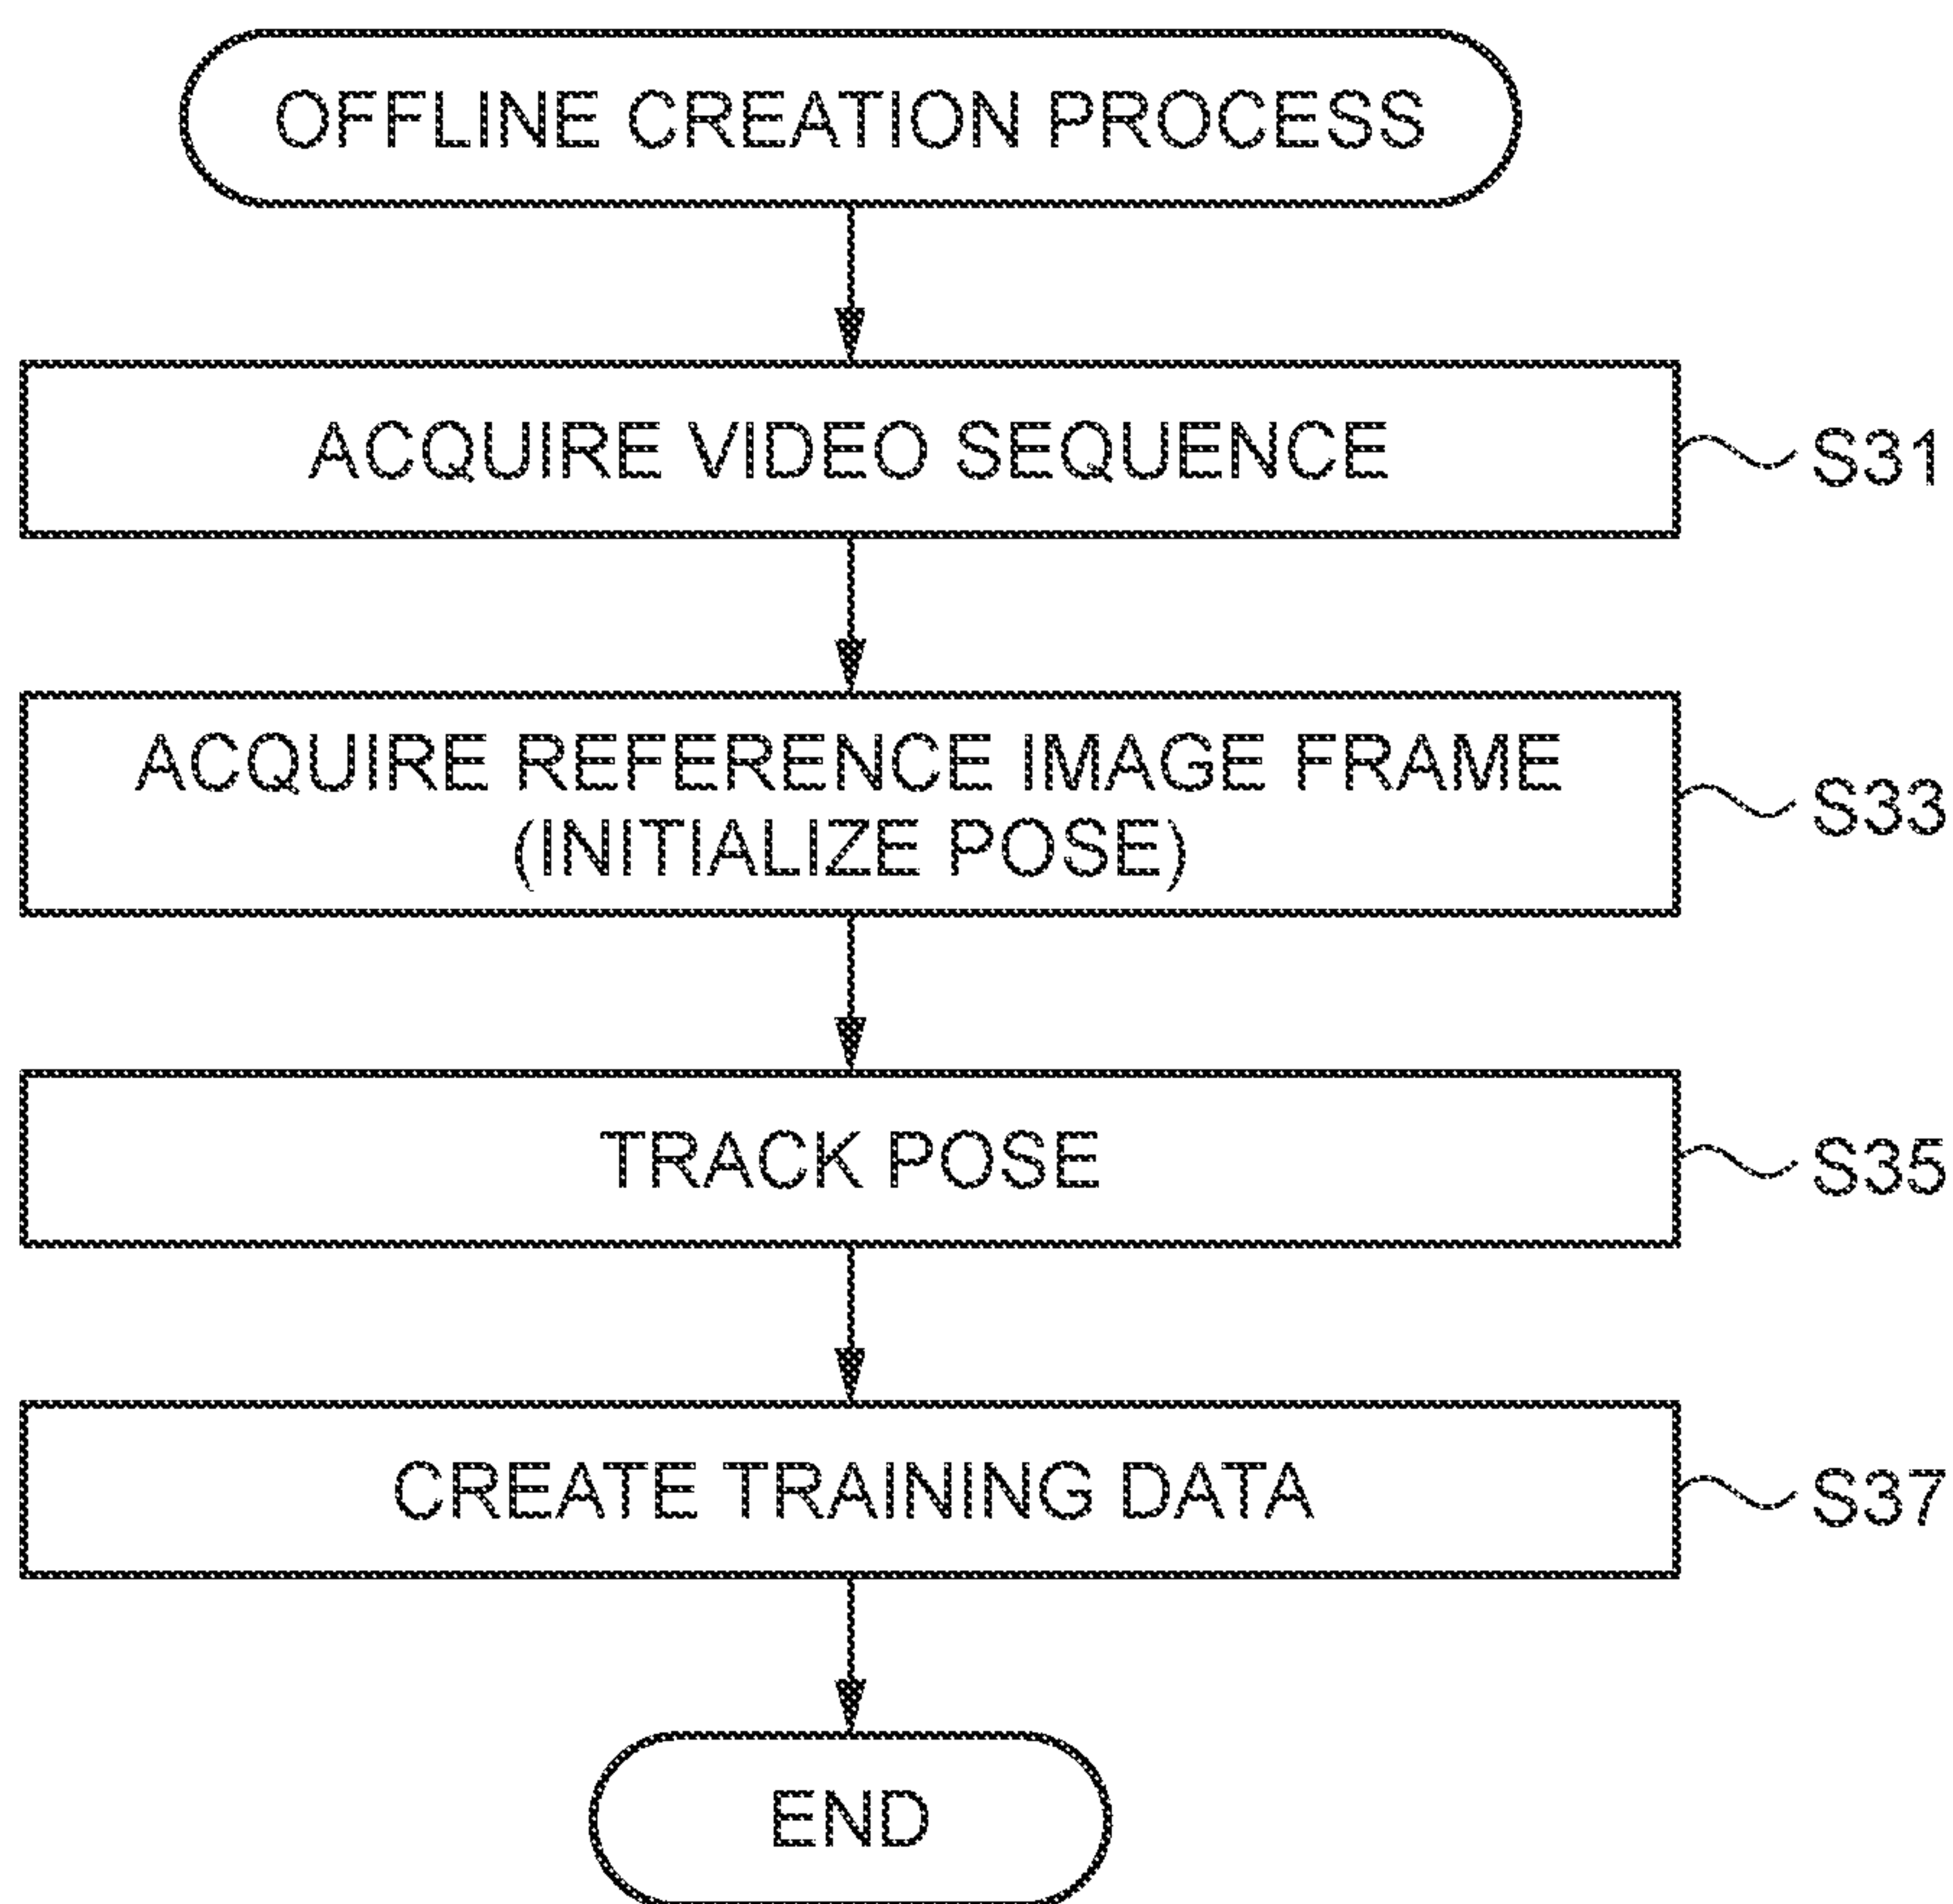 OFFLINE CREATION PROCESS
ACQUIRE VIDEO SEQUENCE
S31
ACQUIRE REFERENCE IMAGE FRAME
(INITIALIZE POSE)
S33
TRACK POSE
S35
CREATE TRAINING DATA
S37
END